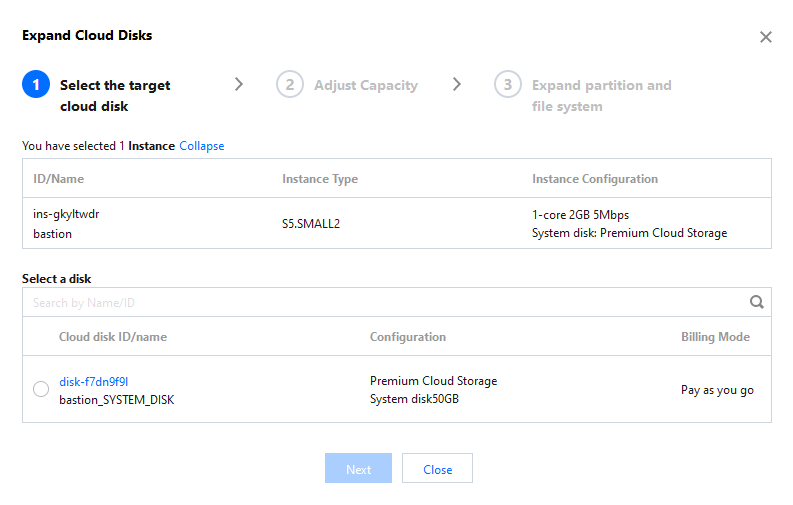 Expand Cloud Disks
1 Select the target cloud disk
2 Adjust Capacity
3 Expand partition and file system
You have selected 1 Instance Collapse
ID/Name Instance Type Instance Configuration
ins-gkyltwdr
bastion
S5.SMALL2
1-core 2GB 5Mbps
System disk: Premium Cloud Storage
Select a disk
Search by Name/ID
Cloud disk ID/name Configuration Billing Mode
disk-f7dn9f9l
bastion_SYSTEM_DISK
Premium Cloud Storage
System disk50GB
Pay as you go
Next Close